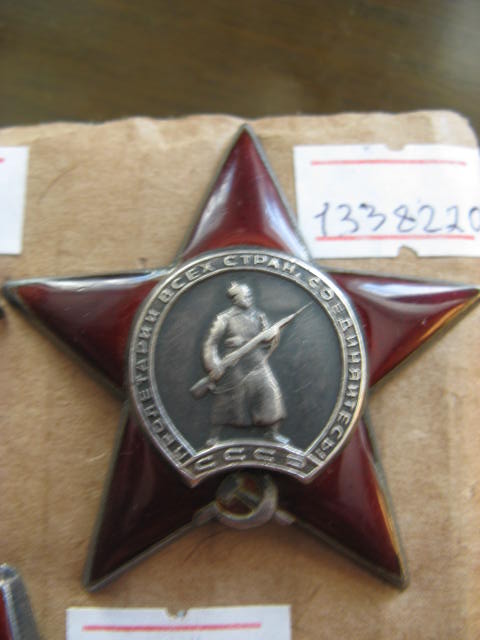 1338220
ПРОЛЕТАРИИ ВСЕХ СТРАН, СОЕДИНЯЙТЕСЬ!
СССР